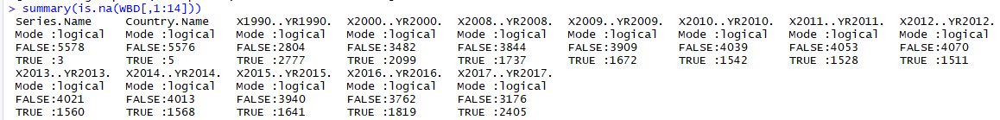 > summary(is.na(WBD[,1:14]))
Series.Name Country.Name X1990..YR1990. X2000..YR2000. X2008..YR2008. X2009..YR2009. X2010..YR2010. X2011..YR2011. X2012..YR2012.
Mode :logical Mode :logical Mode :logical Mode :logical Mode :logical Mode :logical Mode :logical Mode :logical Mode :logical
FALSE:5578 FALSE:5576 FALSE:2804 FALSE:3482 FALSE:3844 FALSE:3909 FALSE:4039 FALSE:4053 FALSE:4070
TRUE :3 TRUE :5 TRUE :2777 TRUE :2099 TRUE :1737 TRUE :1672 TRUE :1542 TRUE :1528 TRUE :1511
X2013..YR2013. X2014..YR2014. X2015..YR2015. X2016..YR2016. X2017..YR2017.
Mode :logical Mode :logical Mode :logical Mode :logical Mode :logical
FALSE:4021 FALSE:4013 FALSE:3940 FALSE:3762 FALSE:3176
TRUE :1560 TRUE :1568 TRUE :1641 TRUE :1819 TRUE :2405